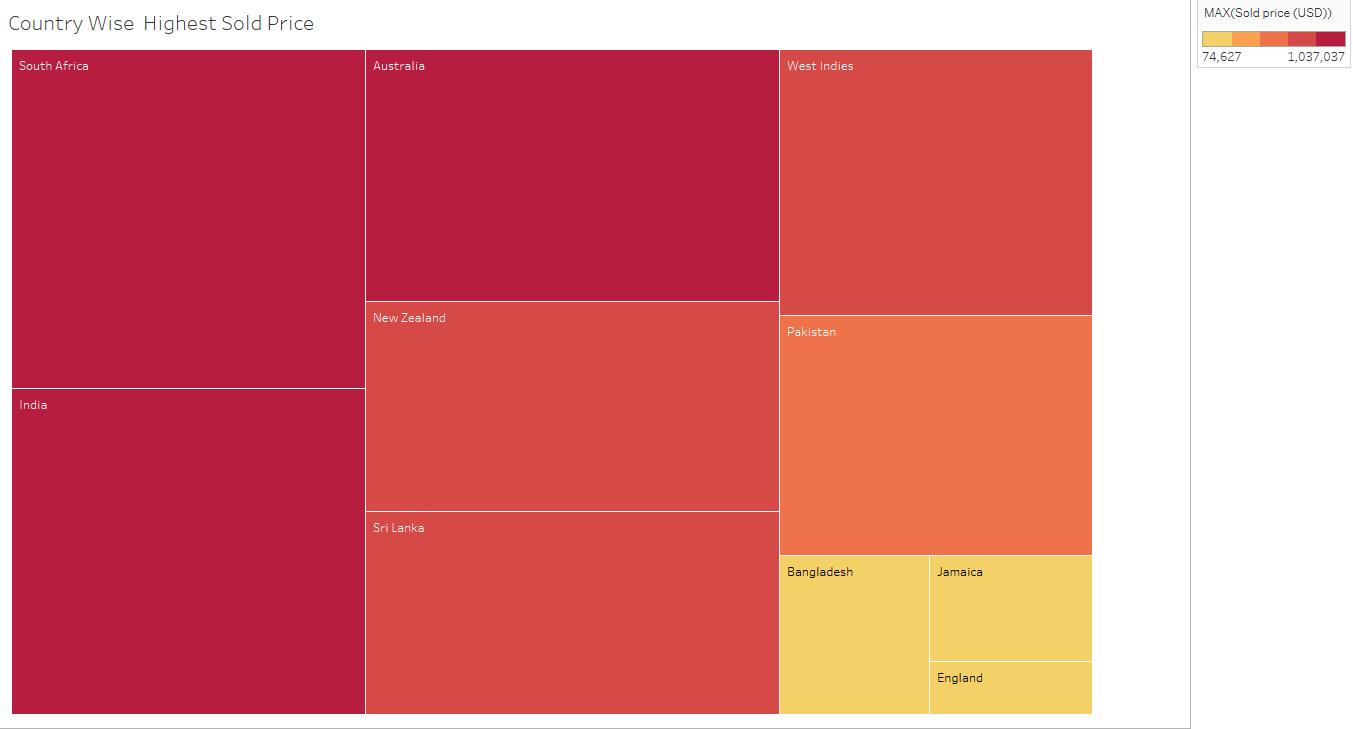 Country Wise  Highest Sold Price
MAX(Sold price (USD))
74,627 1,037,037
South Africa
Australia
West Indies
New Zealand
Pakistan
India
Sri Lanka
Bangladesh
Jamaica
England